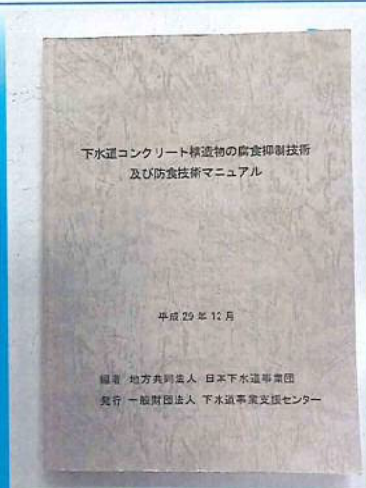 下水道コンクリート構造物の腐食抑制技術
及び防食技術マニュアル
平成29年12月
編著 地方共同法人 日本下水道事業団
発行 一般財団法人 下水道事業支援センター